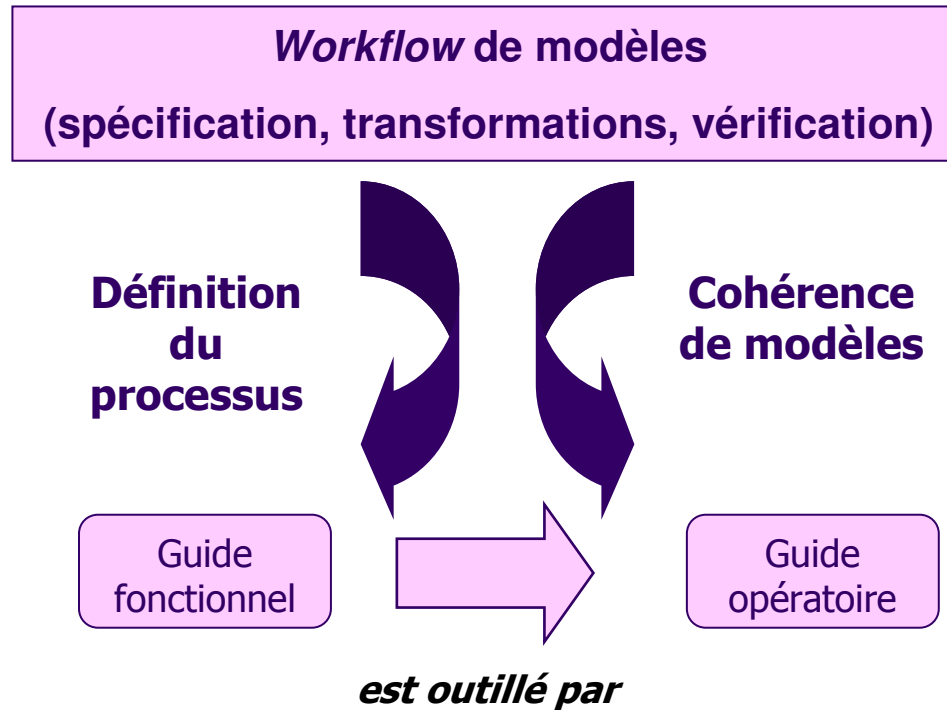 Workflow de modèles
(spécification, transformations, vérification)
Définition
du
processus
Cohérence
de modèles
Guide
fonctionnel
Guide
opératoire
est outillé par